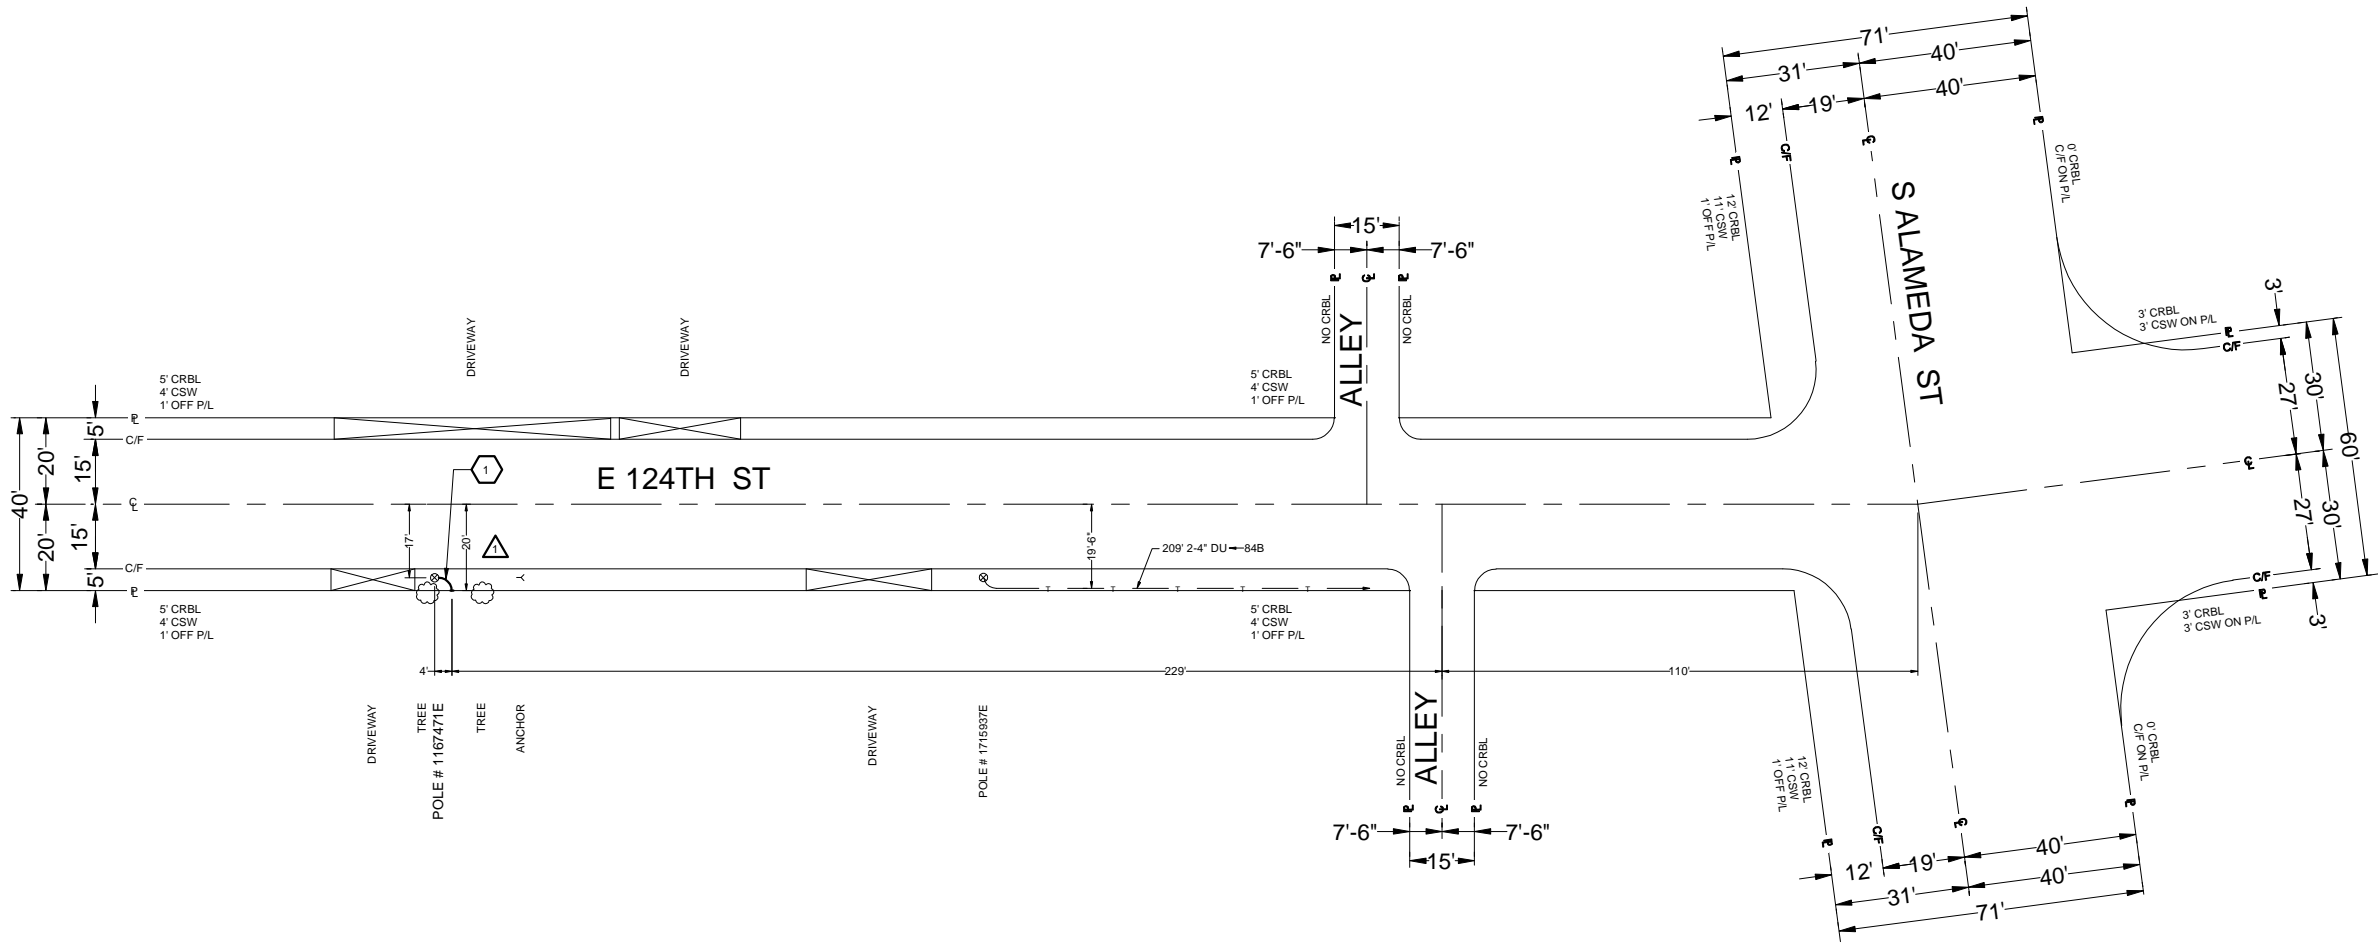 71'
40'
31'
40'
12'
19'
C/F
P/L
P/L
C/L
0' CRBL
C/F ON P/L
12' CRBL
11' CSW
1' OFF P/L
S ALAMEDA ST
15'
7'-6"
7'-6"
P/L
C/L
P/L
NO CRBL
ALLEY
NO CRBL
3'
3' CRBL
3' CSW ON P/L
P/L
C/F
30'
27'
60'
C/L
27'
30'
C/F
P/L
3'
3' CRBL
3' CSW ON P/L
DRIVEWAY
DRIVEWAY
5' CRBL
4' CSW
1' OFF P/L
5' CRBL
4' CSW
1' OFF P/L
P/L
5'
C/F
20'
15'
40'
C/L
1
E 124TH ST
15'
20'
17'
20'
1
19'-6"
209' 2-4" DU 84B
C/F
5'
P/L
T
T
T
T
T
5' CRBL
4' CSW
1' OFF P/L
5' CRBL
4' CSW
1' OFF P/L
4'
229'
110'
DRIVEWAY
TREE
POLE # 1167471E
TREE
ANCHOR
DRIVEWAY
POLE # 1715937E
NO CRBL
ALLEY
NO CRBL
P/L
C/L
P/L
7'-6"
7'-6"
15'
12' CRBL
11' CSW
1' OFF P/L
0' CRBL
C/F ON P/L
P/L
C/F
C/L
P/L
40'
12'
19'
40'
31'
71'